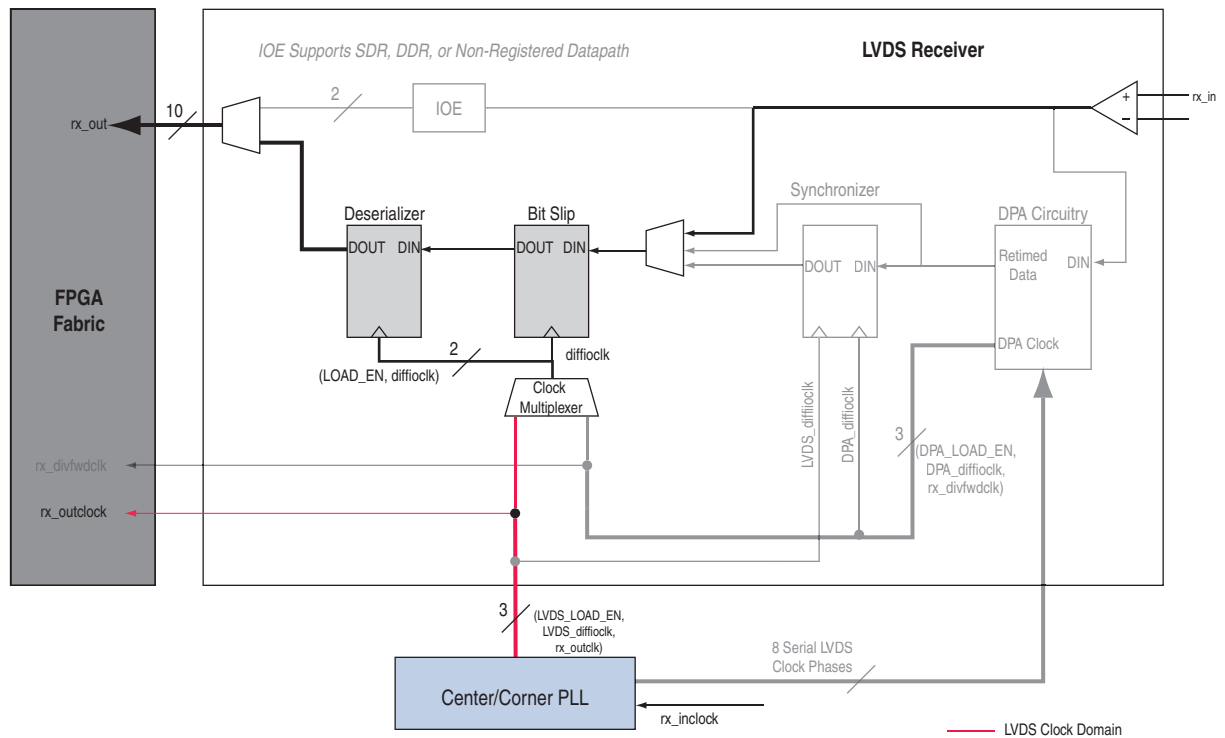 IOE Supports SDR, DDR, or Non-Registered Datapath
LVDS Receiver
2
IOE
+
–
rx_in
10
rx_out
Synchronizer
Deserializer
Bit Slip
DPA Circuitry
DOUT DIN
DOUT DIN
DOUT DIN
Retimed
Data
DIN
FPGA
Fabric
DPA Clock
2
diffioclk
(LOAD_EN, diffioclk)
Clock
Multiplexer
LVDS_diffioclk
DPA_diffioclk
3
(DPA_LOAD_EN,
DPA_diffioclk,
rx_divfwdclk)
rx_divfwdclk
rx_outclock
3
(LVDS_LOAD_EN,
LVDS_diffioclk,
rx_outclk)
8 Serial LVDS
Clock Phases
Center/Corner PLL
rx_inclock
LVDS Clock Domain